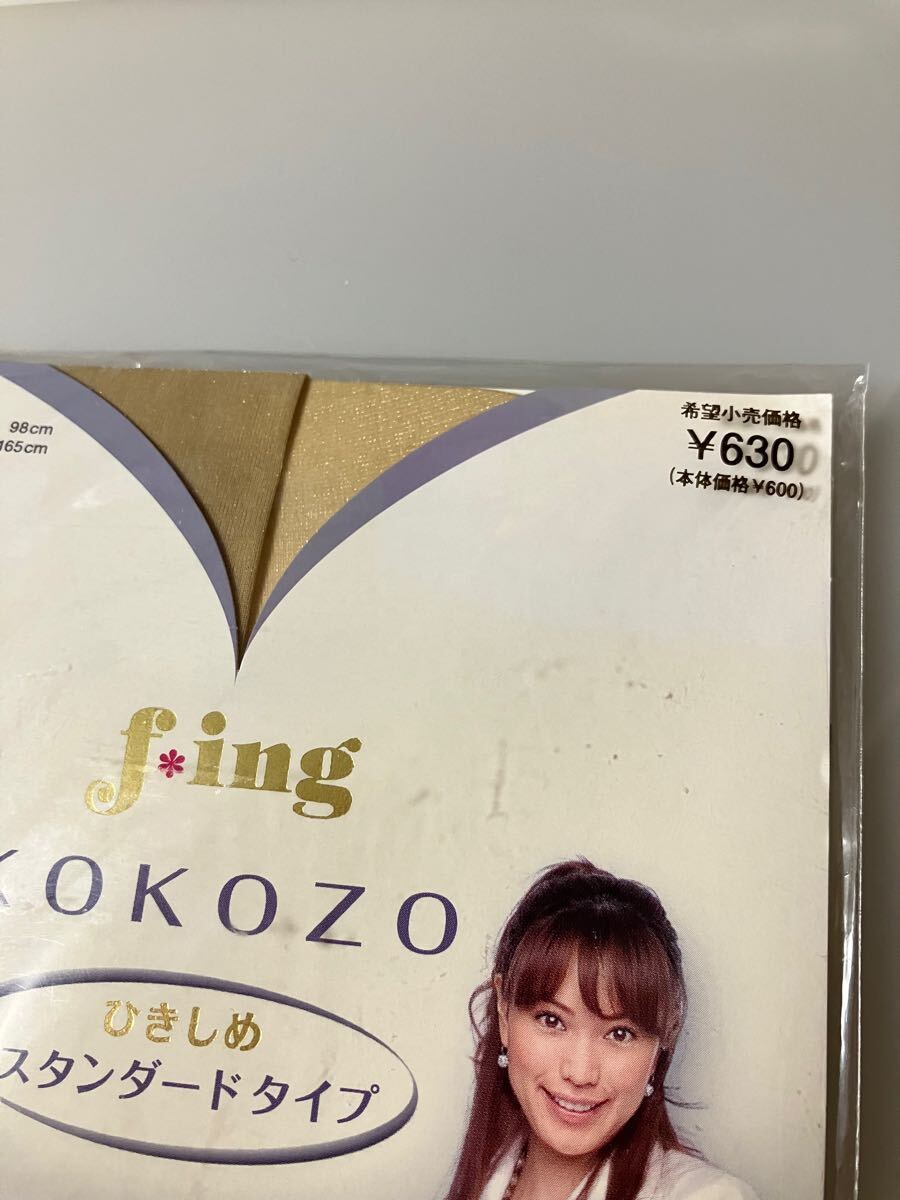 98cm
165cm
希望小売価格
¥630
(本体価格¥600)
f*ing
KOKOZO
ひきしめ
スタンダードタイプ